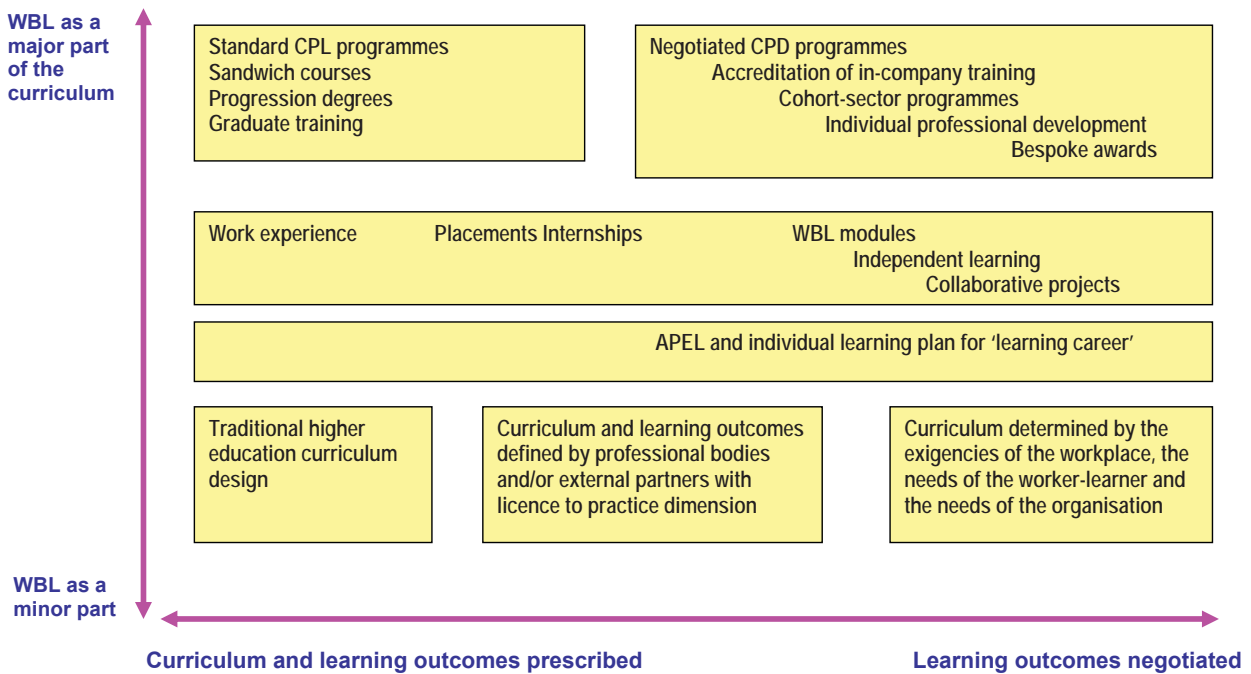 WBL as a
major part
of the
curriculum
Standard CPL programmes
Sandwich courses
Progression degrees
Graduate training
Negotiated CPD programmes
Accreditation of in-company training
Cohort-sector programmes
Individual professional development
Bespoke awards
Work experience Placements Internships WBL modules
Independent learning
Collaborative projects
APEL and individual learning plan for ‘learning career’
Traditional higher
education curriculum
design
Curriculum and learning outcomes
defined by professional bodies
and/or external partners with
licence to practice dimension
Curriculum determined by the
exigencies of the workplace, the
needs of the worker-learner and
the needs of the organisation
WBL as a
minor part
Curriculum and learning outcomes prescribed
Learning outcomes negotiated